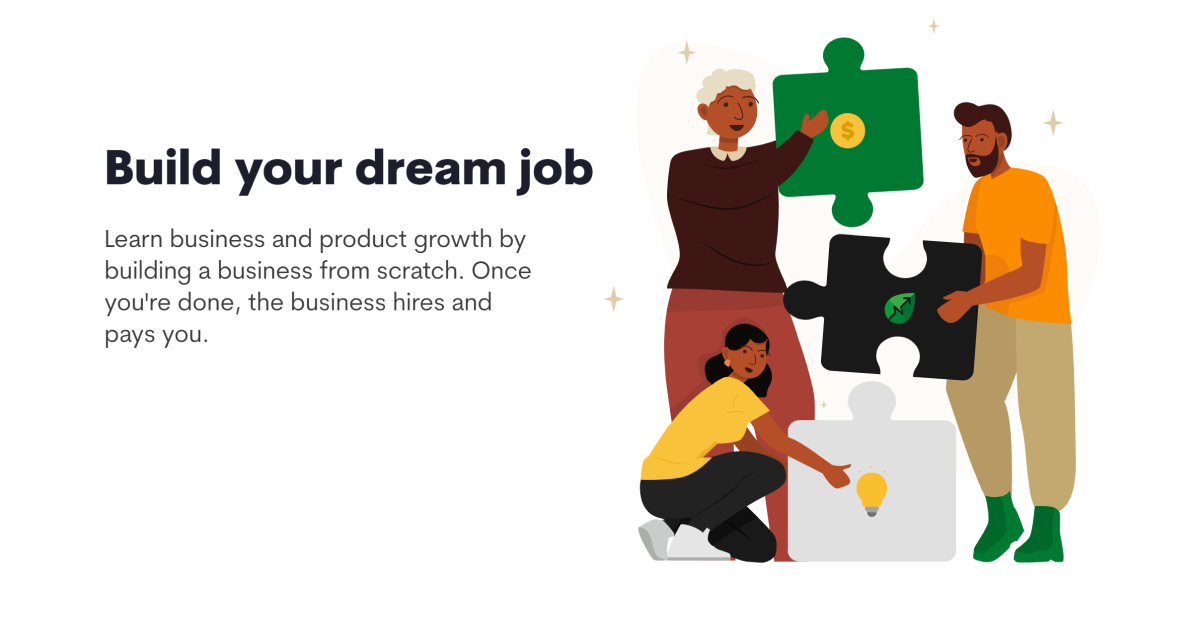 Build your dream job
Learn business and product growth by
building a business from scratch. Once
you're done, the business hires and
pays you.
$